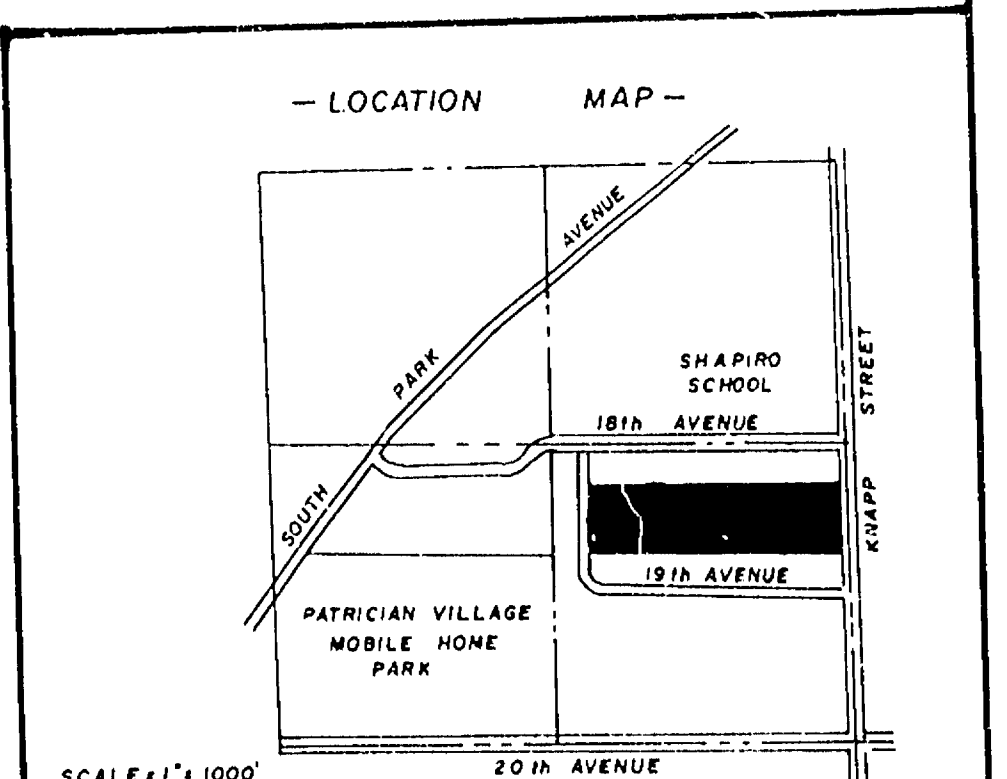 - LOCATION MAP -
AVENUE
PARK
SOUTH
SHAPIRO
SCHOOL
18th AVENUE
STREET
KNAPP
19th AVENUE
PATRICIAN VILLAGE
MOBILE HOME
PARK
20th AVENUE
SCALE: 1" = 1000'